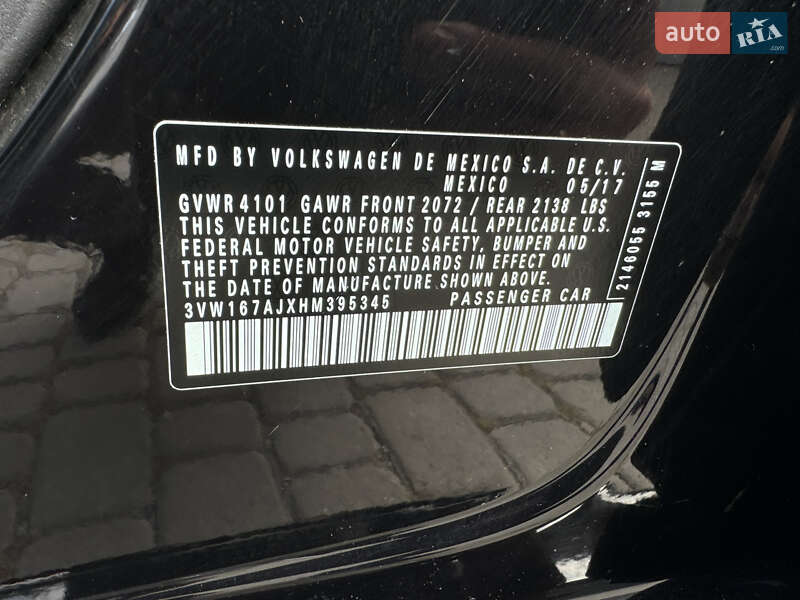 auto RIA
.com
MFD BY VOLKSWAGEN DE MEXICO S.A. DE C.V.
MEXICO 05/17
GVWR 4101 GAWR FRONT 2072 / REAR 2138 LBS
THIS VEHICLE CONFORMS TO ALL APPLICABLE U.S.
FEDERAL MOTOR VEHICLE SAFETY, BUMPER AND
THEFT PREVENTION STANDARDS IN EFFECT ON
THE DATE OF MANUFACTURE SHOWN ABOVE.
3VW167AJXHM395345 PASSENGER CAR
2146055 3155 M